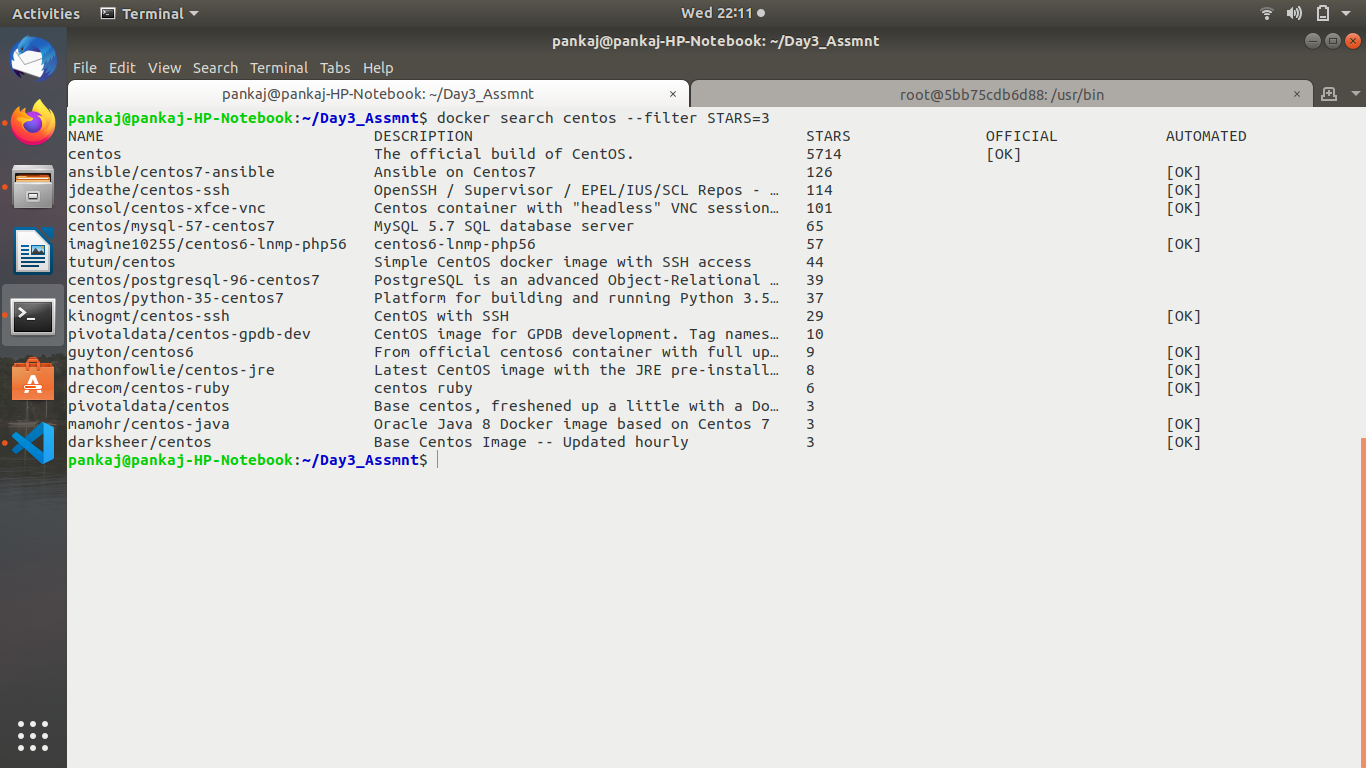 Activities Terminal Wed 22:11
pankaj@pankaj-HP-Notebook: ~/Day3_Assmnt
File Edit View Search Terminal Tabs Help
pankaj@pankaj-HP-Notebook: ~/Day3_Assmnt × root@5bb75cdb6d88: /usr/bin ×
pankaj@pankaj-HP-Notebook:~/Day3_Assmnt$ docker search centos --filter STARS=3
NAME DESCRIPTION STARS OFFICIAL AUTOMATED
centos The official build of CentOS. 5714 [OK]
ansible/centos7-ansible Ansible on Centos7 126 [OK]
jdeathe/centos-ssh OpenSSH / Supervisor / EPEL/IUS/SCL Repos - … 114 [OK]
consol/centos-xfce-vnc Centos container with "headless" VNC session… 101 [OK]
centos/mysql-57-centos7 MySQL 5.7 SQL database server 65
imagine10255/centos6-lnmp-php56 centos6-lnmp-php56 57 [OK]
tutum/centos Simple CentOS docker image with SSH access 44
centos/postgresql-96-centos7 PostgreSQL is an advanced Object-Relational … 39
centos/python-35-centos7 Platform for building and running Python 3.5… 37
kinogmt/centos-ssh CentOS with SSH 29 [OK]
pivotaldata/centos-gpdb-dev CentOS image for GPDB development. Tag names… 10
guyton/centos6 From official centos6 container with full up… 9 [OK]
nathonfowlie/centos-jre Latest CentOS image with the JRE pre-install… 8 [OK]
drecom/centos-ruby centos ruby 6 [OK]
pivotaldata/centos Base centos, freshened up a little with a Do… 3
mamohr/centos-java Oracle Java 8 Docker image based on Centos 7 3 [OK]
darksheer/centos Base Centos Image -- Updated hourly 3 [OK]
pankaj@pankaj-HP-Notebook:~/Day3_Assmnt$